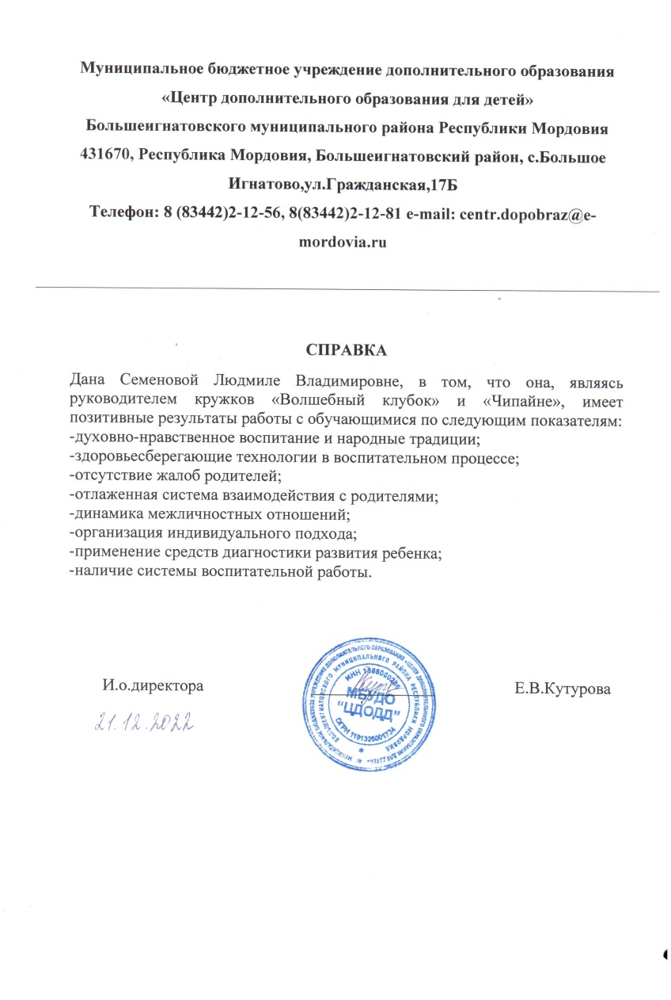 Муниципальное бюджетное учреждение дополнительного образования
«Центр дополнительного образования для детей»
Большеигнатовского муниципального района Республики Мордовия
431670, Республика Мордовия, Большеигнатовский район, с.Большое
Игнатово,ул.Гражданская,17Б
Телефон: 8 (83442)2-12-56, 8(83442)2-12-81 e-mail: centr.dopobraz@e-
mordovia.ru
СПРАВКА
Дана Семеновой Людмиле Владимировне, в том, что она, являясь
руководителем кружков «Волшебный клубок» и «Чипайне», имеет
позитивные результаты работы с обучающимися по следующим показателям:
-духовно-нравственное воспитание и народные традиции;
-здоровьесберегающие технологии в воспитательном процессе;
-отсутствие жалоб родителей;
-отлаженная система взаимодействия с родителями;
-динамика межличностных отношений;
-организация индивидуального подхода;
-применение средств диагностики развития ребенка;
-наличие системы воспитательной работы.
И.о.директора
Е.В.Кутурова
21.12.2022
МБУДО
"ЦДОДД"
ОГРН 1191326001734